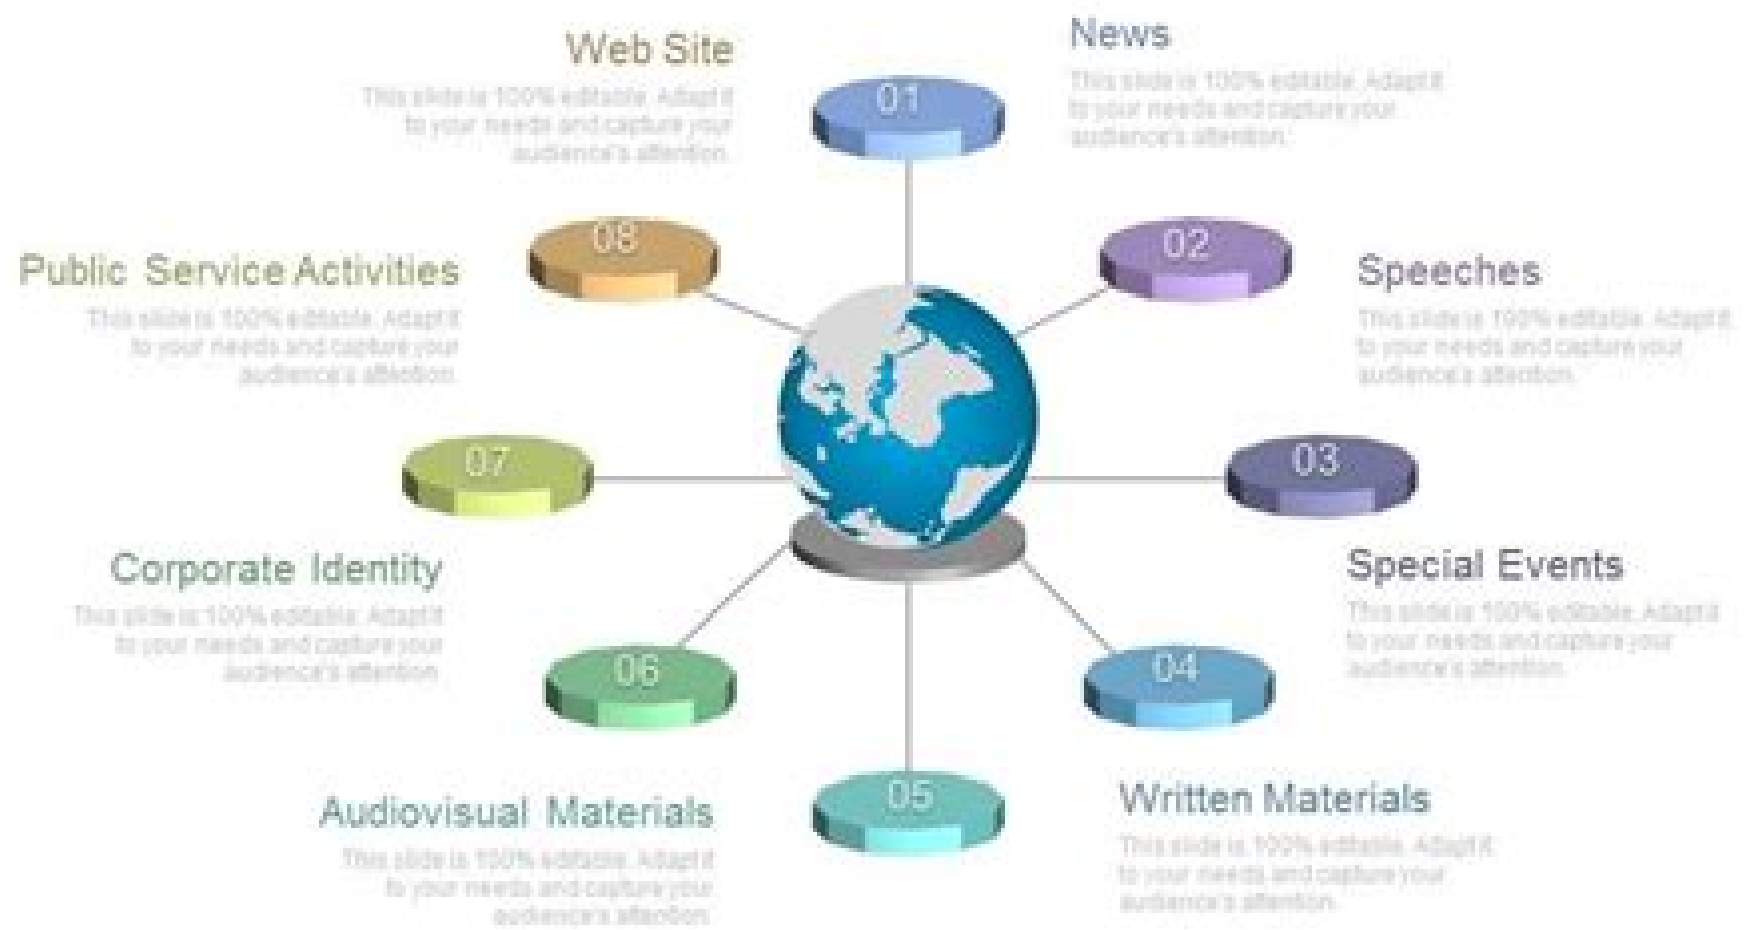 01
News
This slide is 100% editable. Adapt it
to your needs and capture your
audience's attention.
02
Speeches
This slide is 100% editable. Adapt it
to your needs and capture your
audience's attention.
03
Special Events
This slide is 100% editable. Adapt it
to your needs and capture your
audience's attention.
04
Written Materials
This slide is 100% editable. Adapt it
to your needs and capture your
audience's attention.
05
Audiovisual Materials
This slide is 100% editable. Adapt it
to your needs and capture your
audience's attention.
06
Corporate Identity
This slide is 100% editable. Adapt it
to your needs and capture your
audience's attention.
07
Public Service Activities
This slide is 100% editable. Adapt it
to your needs and capture your
audience's attention.
08
Web Site
This slide is 100% editable. Adapt it
to your needs and capture your
audience's attention.